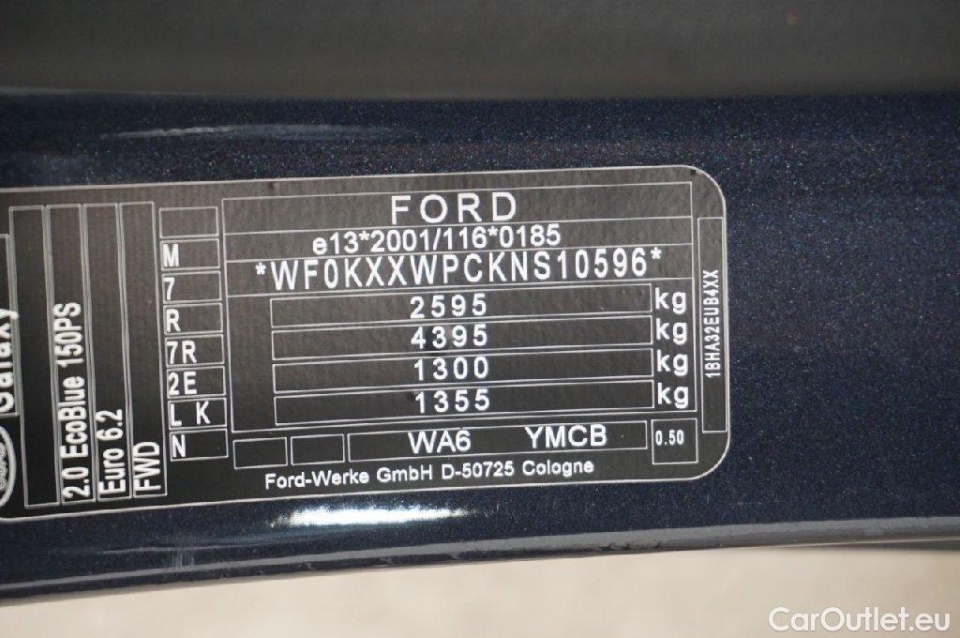 FORD
e13*2001/116*0185
*WF0KXXWPCKNS10596*
2595 kg
4395 kg
1300 kg
1355 kg
WA6 YMCB 0.50
Ford-Werke GmbH D-50725 Cologne
M
7
R
7R
2E
L K
N
Galaxy
2.0 EcoBlue 150PS
Euro 6.2
FWD
1BHA32EUB4XX
CarOutlet.eu